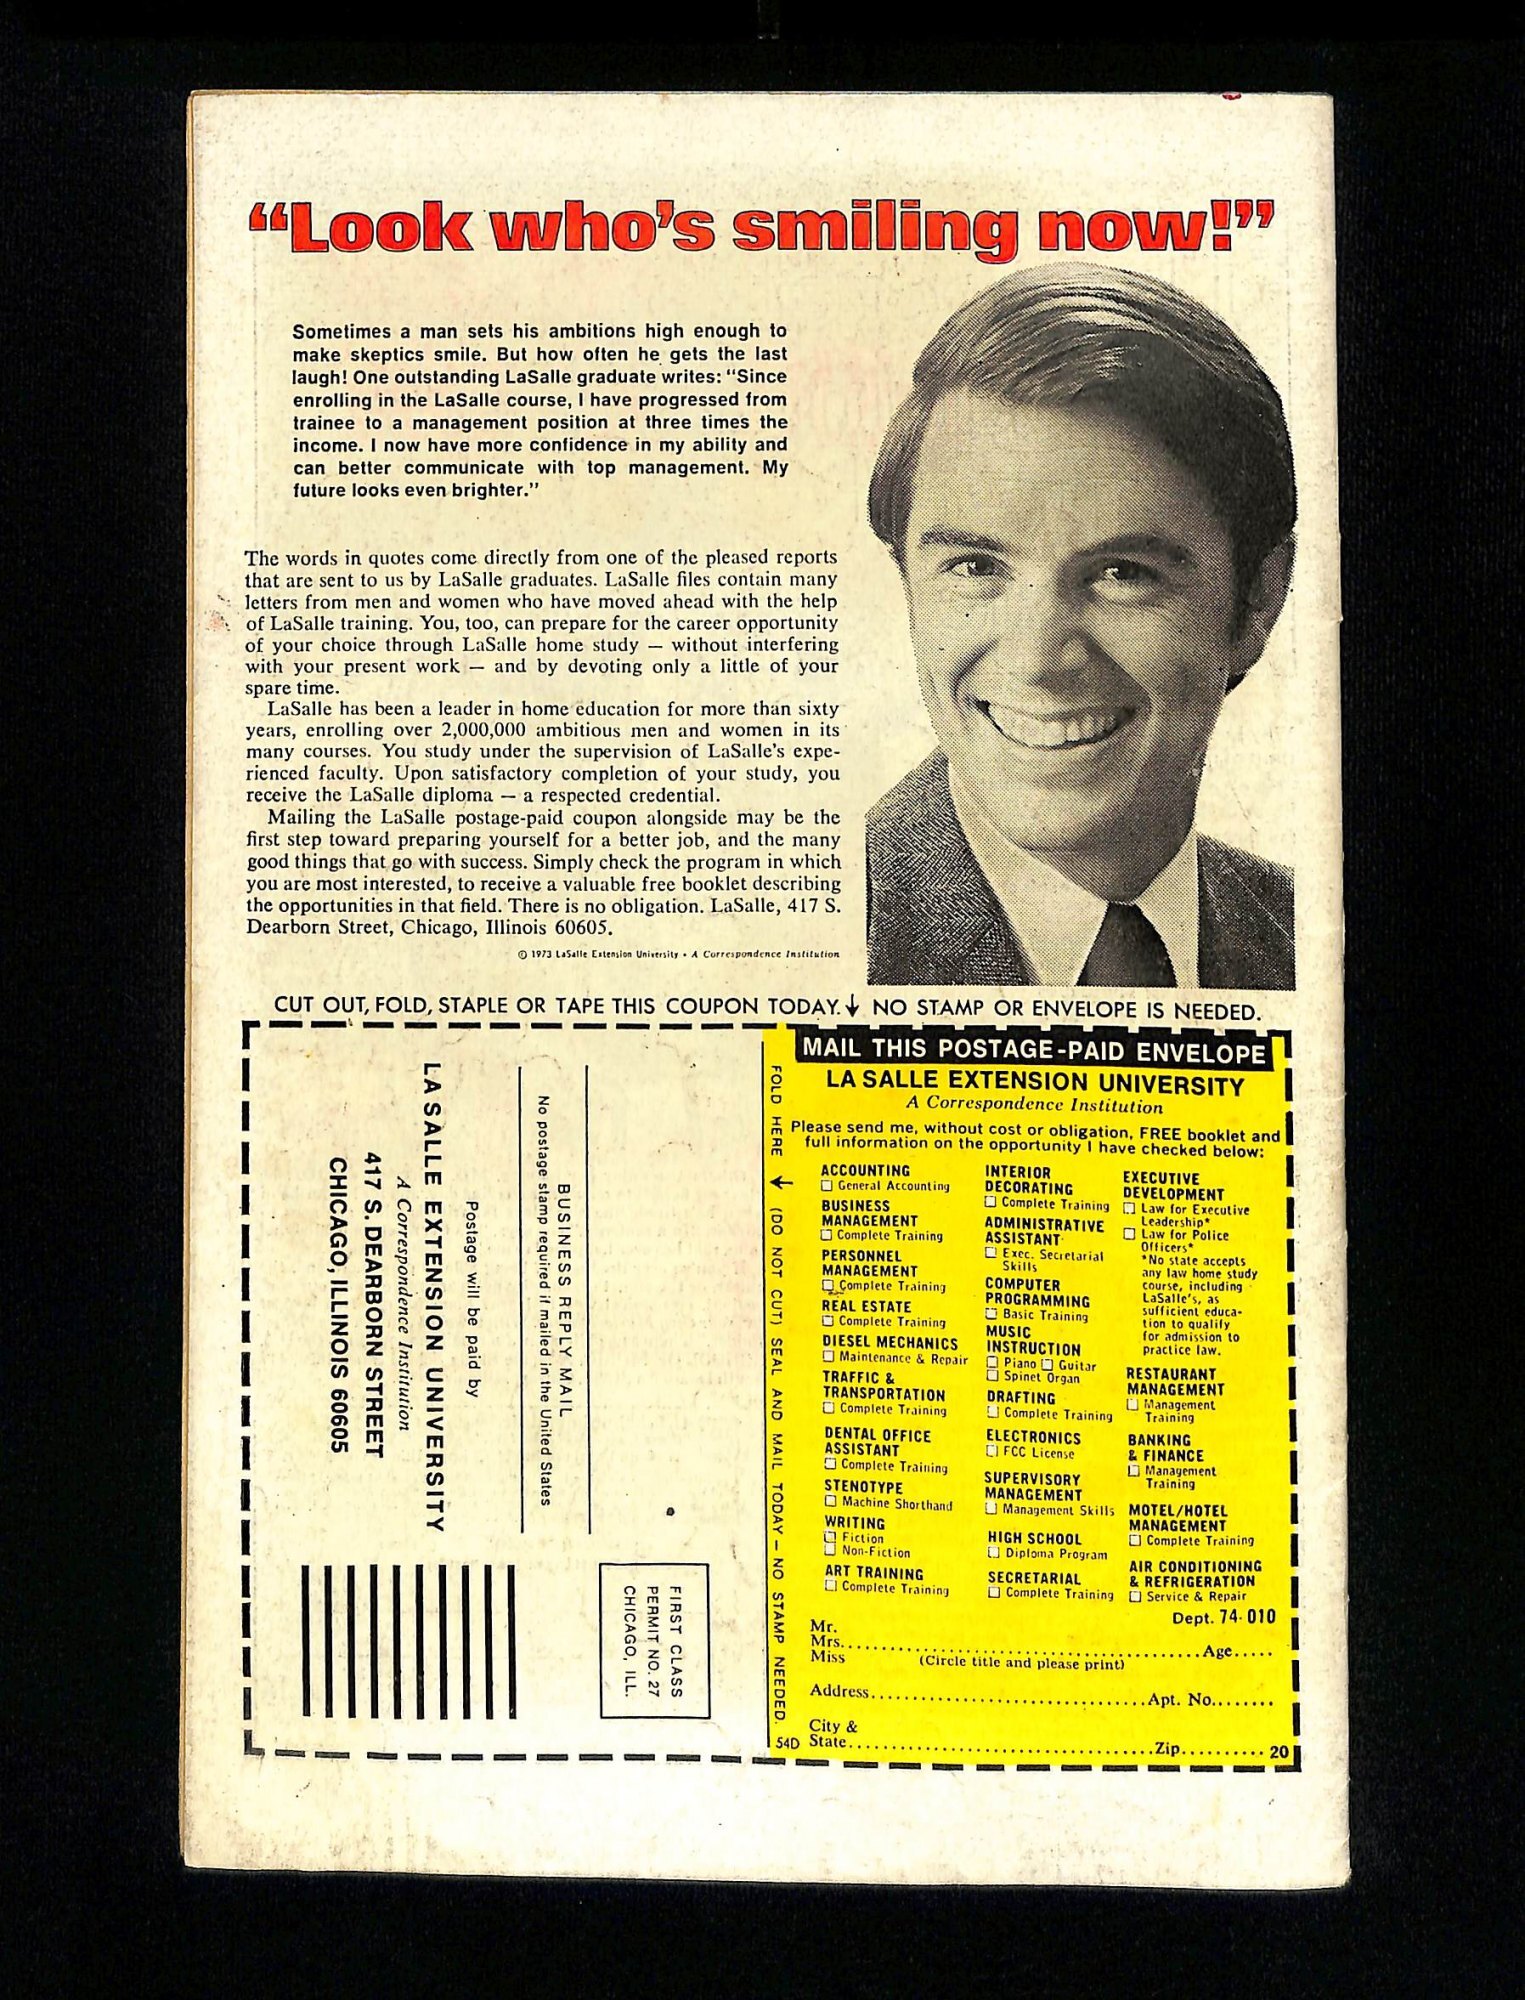 “Look who’s smiling now!”
Sometimes a man sets his ambitions high enough to
make skeptics smile. But how often he gets the last
laugh! One outstanding LaSalle graduate writes: “Since
enrolling in the LaSalle course, I have progressed from
trainee to a management position at three times the
income. I now have more confidence in my ability and
can better communicate with top management. My
future looks even brighter.”
The words in quotes come directly from one of the pleased reports
that are sent to us by LaSalle graduates. LaSalle files contain many
letters from men and women who have moved ahead with the help
of LaSalle training. You, too, can prepare for the career opportunity
of your choice through LaSalle home study — without interfering
with your present work — and by devoting only a little of your
spare time.
LaSalle has been a leader in home education for more than sixty
years, enrolling over 2,000,000 ambitious men and women in its
many courses. You study under the supervision of LaSalle’s expe-
rienced faculty. Upon satisfactory completion of your study, you
receive the LaSalle diploma — a respected credential.
Mailing the LaSalle postage-paid coupon alongside may be the
first step toward preparing yourself for a better job, and the many
good things that go with success. Simply check the program in which
you are most interested, to receive a valuable free booklet describing
the opportunities in that field. There is no obligation. LaSalle, 417 S.
Dearborn Street, Chicago, Illinois 60605.
© 1973 LaSalle Extension University • A Correspondence Institution
CUT OUT, FOLD, STAPLE OR TAPE THIS COUPON TODAY.↓ NO STAMP OR ENVELOPE IS NEEDED.
FIRST CLASS
PERMIT NO. 27
CHICAGO, ILL.
BUSINESS REPLY MAIL
No postage stamp required if mailed in the United States
Postage will be paid by
LA SALLE EXTENSION UNIVERSITY
A Correspondence Institution
417 S. DEARBORN STREET
CHICAGO, ILLINOIS 60605
FOLD HERE ↓ (DO NOT CUT) SEAL AND MAIL TODAY — NO STAMP NEEDED.
54D
MAIL THIS POSTAGE-PAID ENVELOPE
LA SALLE EXTENSION UNIVERSITY
A Correspondence Institution
Please send me, without cost or obligation, FREE booklet and
full information on the opportunity I have checked below:
ACCOUNTING
☐ General Accounting
BUSINESS
MANAGEMENT
☐ Complete Training
PERSONNEL
MANAGEMENT
☐ Complete Training
REAL ESTATE
☐ Complete Training
DIESEL MECHANICS
☐ Maintenance & Repair
TRAFFIC &
TRANSPORTATION
☐ Complete Training
DENTAL OFFICE
ASSISTANT
☐ Complete Training
STENOTYPE
☐ Machine Shorthand
WRITING
☐ Fiction
☐ Non-Fiction
ART TRAINING
☐ Complete Training
INTERIOR
DECORATING
☐ Complete Training
ADMINISTRATIVE
ASSISTANT
☐ Exec. Secretarial
Skills
COMPUTER
PROGRAMMING
☐ Basic Training
MUSIC
INSTRUCTION
☐ Piano ☐ Guitar
☐ Spinet Organ
DRAFTING
☐ Complete Training
ELECTRONICS
☐ FCC License
SUPERVISORY
MANAGEMENT
☐ Management Skills
HIGH SCHOOL
☐ Diploma Program
SECRETARIAL
☐ Complete Training
EXECUTIVE
DEVELOPMENT
☐ Law for Executive
Leadership*
☐ Law for Police
Officers*
*No state accepts
any law home study
course, including
LaSalle’s, as
sufficient educa-
tion to qualify
for admission to
practice law.
RESTAURANT
MANAGEMENT
☐ Management
Training
BANKING
& FINANCE
☐ Management
Training
MOTEL/HOTEL
MANAGEMENT
☐ Complete Training
AIR CONDITIONING
& REFRIGERATION
☐ Service & Repair
Dept. 74-010
Mr.
Mrs. ........ Age.....
Miss (Circle title and please print)
Address........ Apt. No........
City &
State........ Zip.......... 20